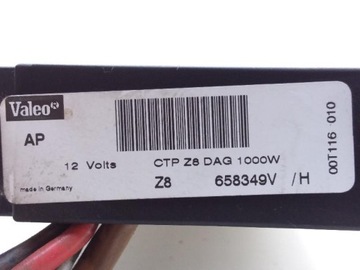 Valeo®
AP
12 Volts
CTP Z8 DAG 1000W
made in Germany
Z8
658349V /H
00T116 010